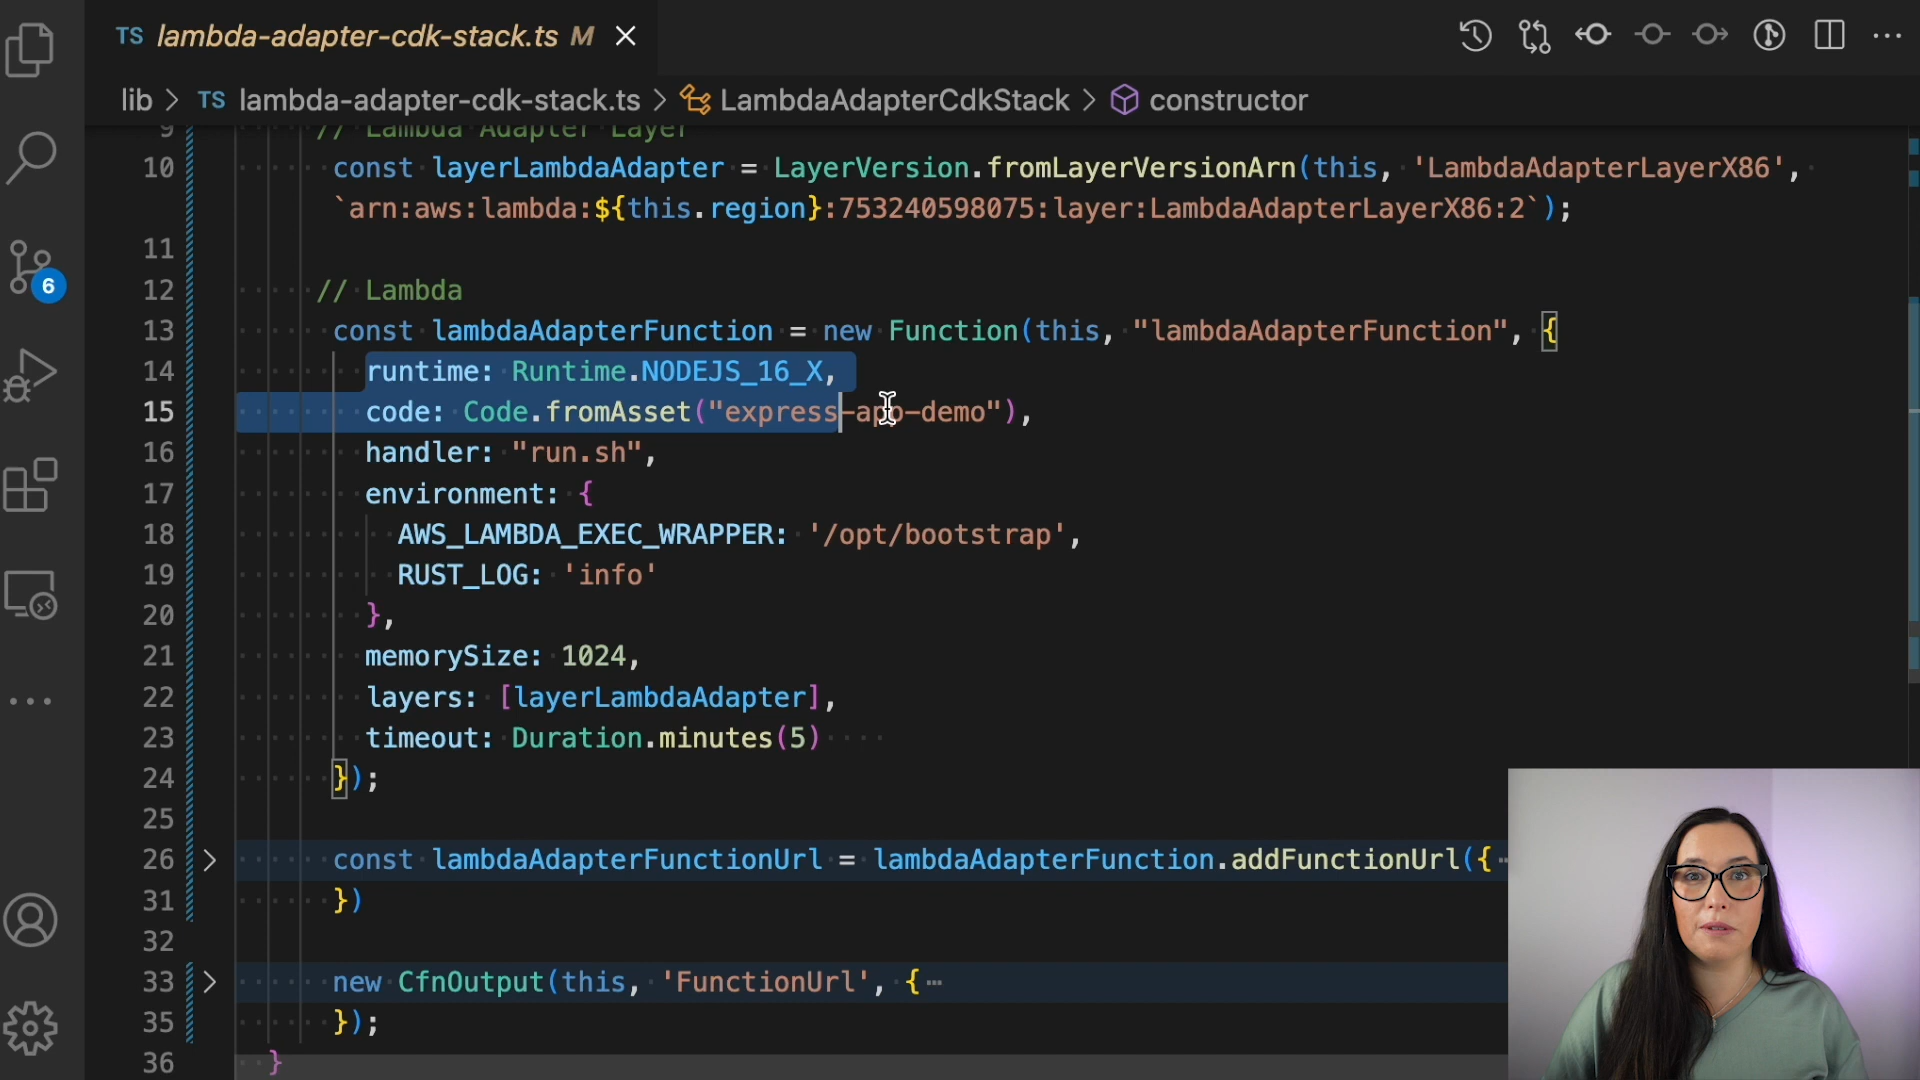 TS lambda-adapter-cdk-stack.ts M
lib > TS lambda-adapter-cdk-stack.ts > LambdaAdapterCdkStack > constructor
9 // Lambda Adapter Layer
10 const layerLambdaAdapter = LayerVersion.fromLayerVersionArn(this, 'LambdaAdapterLayerX86',
`arn:aws:lambda:${this.region}:753240598075:layer:LambdaAdapterLayerX86:2`);
11
12 // Lambda
13 const lambdaAdapterFunction = new Function(this, "lambdaAdapterFunction", {
14 runtime: Runtime.NODEJS_16_X,
15 code: Code.fromAsset("express-app-demo"),
16 handler: "run.sh",
17 environment: {
18 AWS_LAMBDA_EXEC_WRAPPER: '/opt/bootstrap',
19 RUST_LOG: 'info'
20 },
21 memorySize: 1024,
22 layers: [layerLambdaAdapter],
23 timeout: Duration.minutes(5)
24 });
25
26 const lambdaAdapterFunctionUrl = lambdaAdapterFunction.addFunctionUrl({
31 })
32
33 new CfnOutput(this, 'FunctionUrl', {
35 });
36 }
6